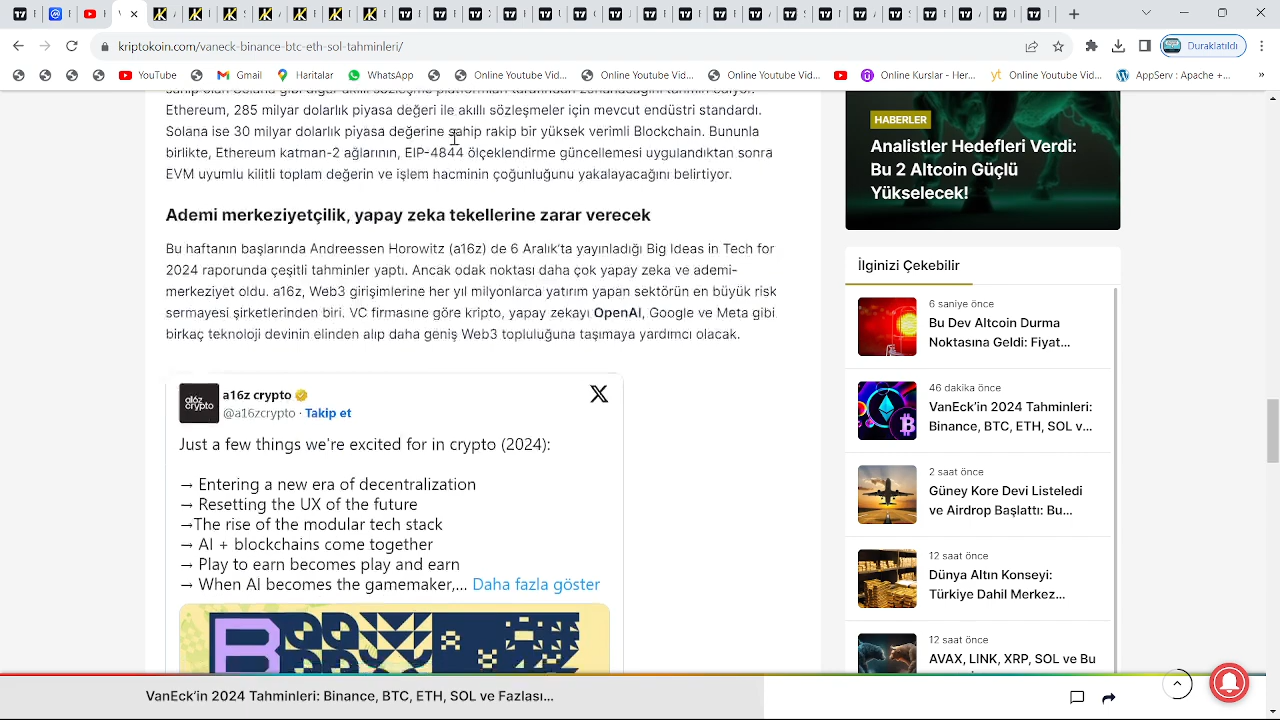 kriptokoin.com/vaneck-binance-btc-eth-sol-tahminleri/
Duraklatıldı
YouTube
Gmail
Haritalar
WhatsApp
Online Youtube Vid...
Online Youtube Vid...
Online Youtube Vid...
Online Kurslar - Her...
Online Youtube Vid...
AppServ : Apache +...
»
Ethereum, 285 milyar dolarlık piyasa değeri ile akıllı sözleşmeler için mevcut endüstri standardı.
Solana ise 30 milyar dolarlık piyasa değerine sahip rakip bir yüksek verimli Blockchain. Bununla
birlikte, Ethereum katman-2 ağlarının, EIP-4844 ölçeklendirme güncellemesi uygulandıktan sonra
EVM uyumlu kilitli toplam değerin ve işlem hacminin çoğunluğunu yakalayacağını belirtiyor.
Ademi merkeziyetçilik, yapay zeka tekellerine zarar verecek
Bu haftanın başlarında Andreessen Horowitz (a16z) de 6 Aralık’ta yayınladığı Big Ideas in Tech for
2024 raporunda çeşitli tahminler yaptı. Ancak odak noktası daha çok yapay zeka ve ademi-
merkeziyet oldu. a16z, Web3 girişimlerine her yıl milyonlarca yatırım yapan sektörün en büyük risk
sermayesi şirketlerinden biri. VC firmasına göre kripto, yapay zekayı OpenAI, Google ve Meta gibi
birkaç teknoloji devinin elinden alıp daha geniş Web3 topluluğuna taşımaya yardımcı olacak.
crypto
a16z crypto
@a16zcrypto · Takip et
Just a few things we're excited for in crypto (2024):
→ Entering a new era of decentralization
→ Resetting the UX of the future
→The rise of the modular tech stack
→ AI + blockchains come together
→ Play to earn becomes play and earn
→ When AI becomes the gamemaker,... Daha fazla göster
HABERLER
Analistler Hedefleri Verdi:
Bu 2 Altcoin Güçlü
Yükselecek!
İlginizi Çekebilir
6 saniye önce
Bu Dev Altcoin Durma
Noktasına Geldi: Fiyat...
46 dakika önce
VanEck’in 2024 Tahminleri:
Binance, BTC, ETH, SOL v...
2 saat önce
Güney Kore Devi Listeledi
ve Airdrop Başlattı: Bu...
12 saat önce
Dünya Altın Konseyi:
Türkiye Dahil Merkez...
12 saat önce
AVAX, LINK, XRP, SOL ve Bu
VanEck’in 2024 Tahminleri: Binance, BTC, ETH, SOL ve Fazlası...